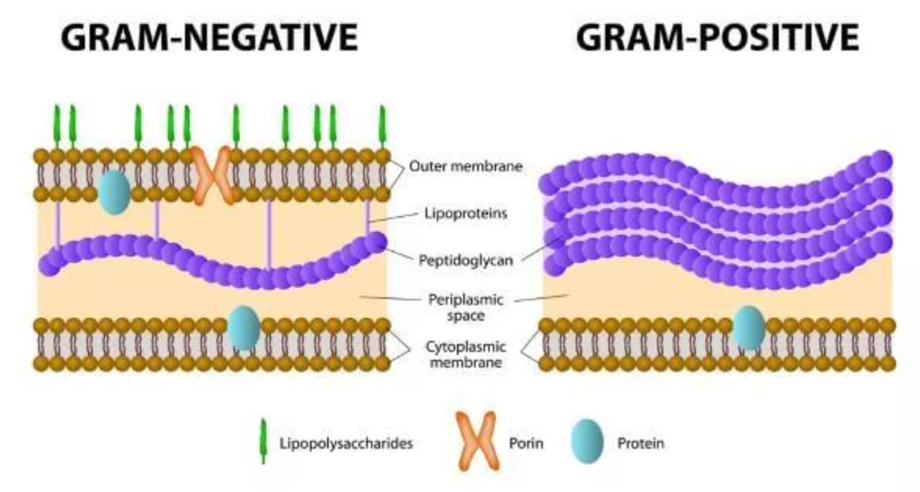 GRAM-NEGATIVE
GRAM-POSITIVE
Outer membrane
Lipoproteins
Peptidoglycan
Periplasmic
space
Cytoplasmic
membrane
Lipopolysaccharides
Porin
Protein